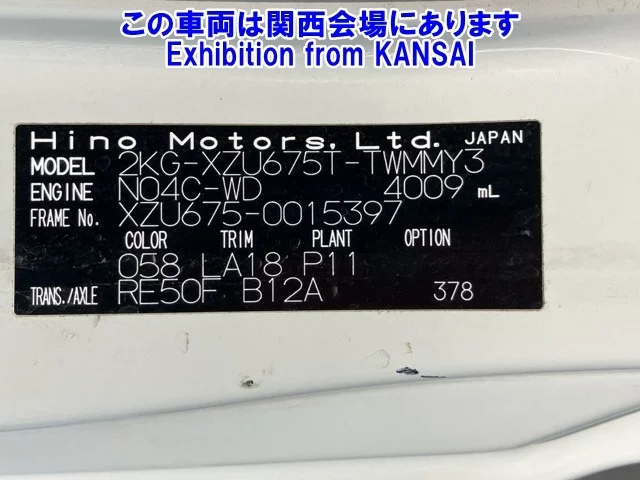 この車両は関西会場にあります
Exhibition from KANSAI
Hino Motors, Ltd. JAPAN
MODEL 2KG-XZU675T-TWMMY3
ENGINE N04C-WD 4009 mL
FRAME No. XZU675-0015397
COLOR TRIM PLANT OPTION
058 LA18 P11
TRANS./AXLE RE50F B12A 378